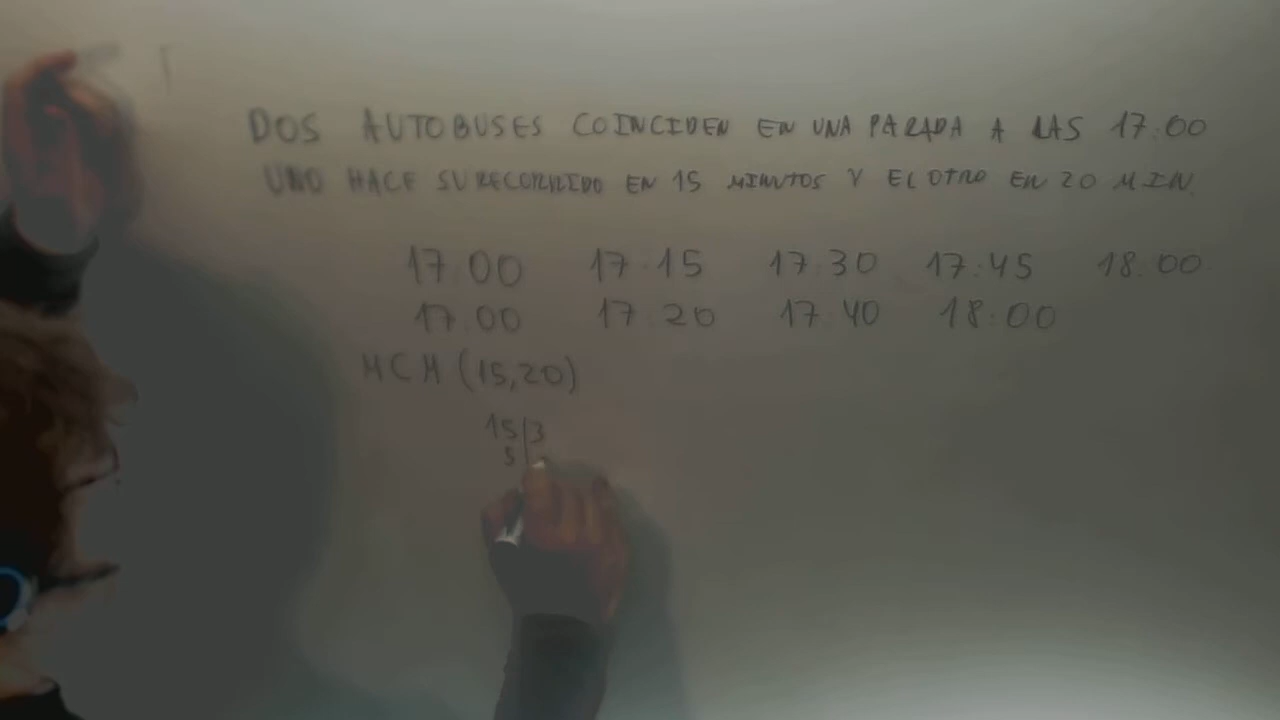 DOS AUTOBUSES COINCIDEN EN UNA PARADA A LAS 17:00
UNO HACE SU RECORRIDO EN 15 MINUTOS Y EL OTRO EN 20 MIN.
17:00 17:15 17:30 17:45 18:00
17:00 17:20 17:40 18:00
MCM (15,20)
15|3
5|